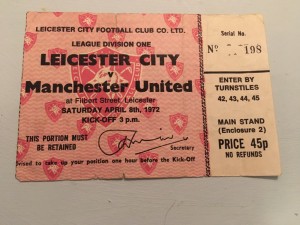 LEICESTER CITY FOOTBALL CLUB CO. LTD.
LEAGUE DIVISION ONE
LEICESTER CITY
v
Manchester United
at Filbert Street, Leicester
SATURDAY APRIL 8th, 1972
KICK-OFF 3 p.m.
THIS PORTION MUST
BE RETAINED
Secretary
to take up your position one hour before the Kick-Off
Serial No.
No 198
ENTER BY
TURNSTILES
42, 43, 44, 45
MAIN STAND
(Enclosure 2)
PRICE 45p
NO REFUNDS